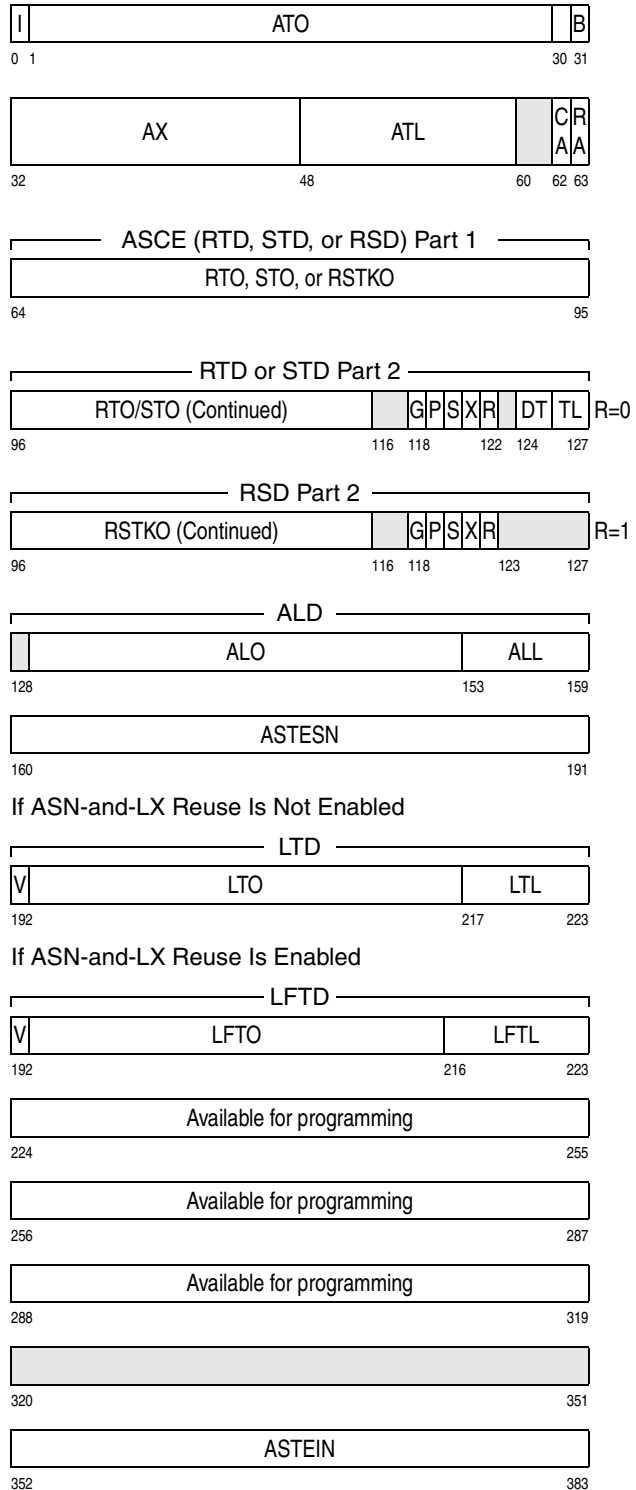 I ATO B
0 1 30 31
AX ATL C A R A
32 48 60 62 63
ASCE (RTD, STD, or RSD) Part 1
RTO, STO, or RSTKO
64 95
RTD or STD Part 2
RTO/STO (Continued) G P S X R DT TL R=0
96 116 118 122 124 127
RSD Part 2
RSTKO (Continued) G P S X R R=1
96 116 118 123 127
ALD
ALO ALL
128 153 159
ASTESN
160 191
If ASN-and-LX Reuse Is Not Enabled
LTD
V LTO LTL
192 217 223
If ASN-and-LX Reuse Is Enabled
LFTD
V LFTO LFTL
192 216 223
Available for programming
224 255
Available for programming
256 287
Available for programming
288 319
320 351
ASTEIN
352 383